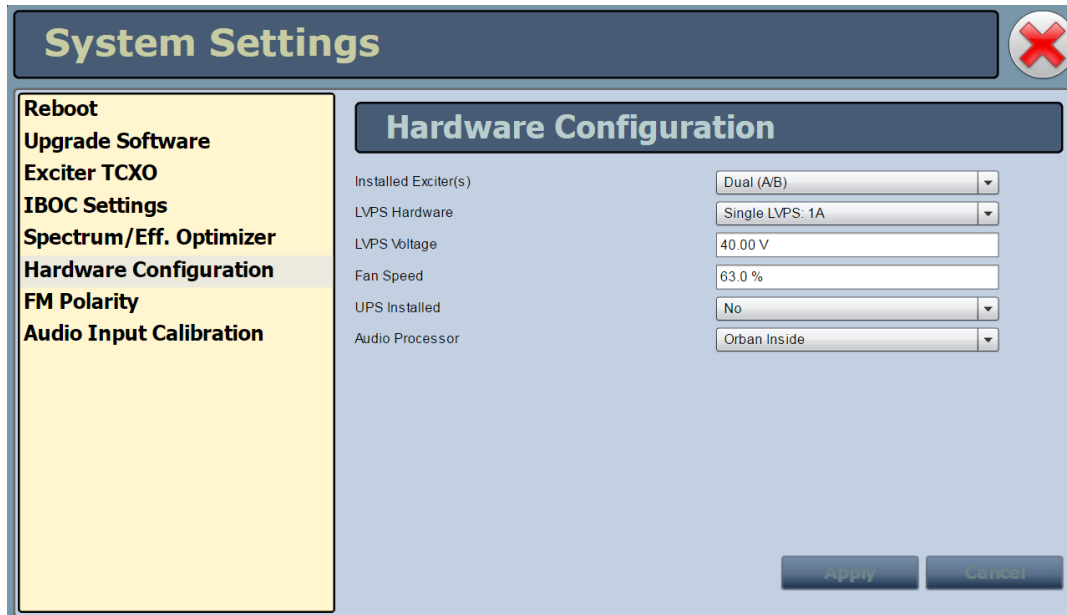 System Settings
Reboot
Upgrade Software
Exciter TCXO
IBOC Settings
Spectrum/Eff. Optimizer
Hardware Configuration
FM Polarity
Audio Input Calibration
Hardware Configuration
Installed Exciter(s) Dual (A/B)
LVPS Hardware Single LVPS: 1A
LVPS Voltage 40.00 V
Fan Speed 63.0 %
UPS Installed No
Audio Processor Orban Inside
Apply Cancel